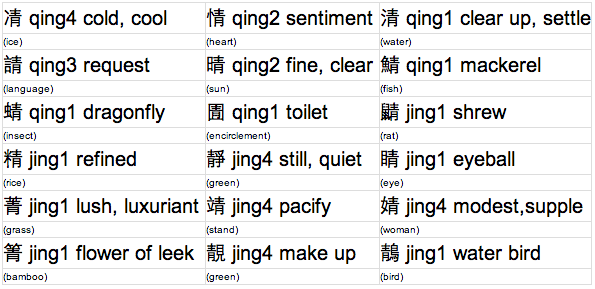 凊 qing4 cold, cool 情 qing2 sentiment 清 qing1 clear up, settle
(ice) (heart) (water)
請 qing3 request 晴 qing2 fine, clear 鯖 qing1 mackerel
(language) (sun) (fish)
蜻 qing1 dragonfly 圊 qing1 toilet 鼱 jing1 shrew
(insect) (encirclement) (rat)
精 jing1 refined 靜 jing4 still, quiet 睛 jing1 eyeball
(rice) (green) (eye)
菁 jing1 lush, luxuriant 靖 jing4 pacify 婧 jing4 modest,supple
(grass) (stand) (woman)
箐 jing1 flower of leek 靚 jing4 make up 鶄 jing1 water bird
(bamboo) (green) (bird)